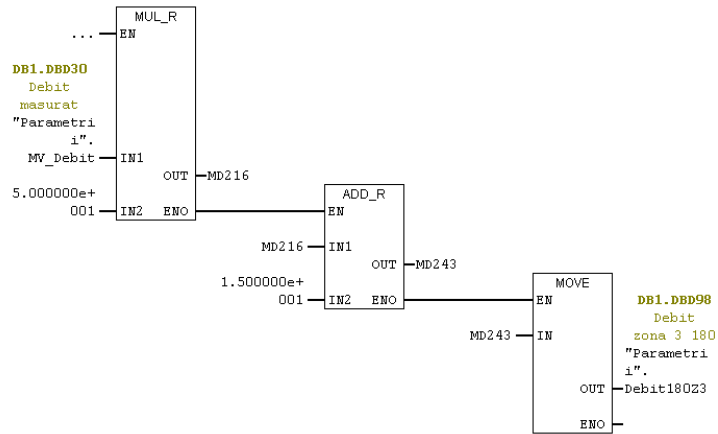 MUL_R
... EN
DB1.DBD30
Debit
masurat
"Parametri
i".
MV_Debit IN1
OUT MD216
5.000000e+
001 IN2 ENO
ADD_R
EN
MD216 IN1
OUT MD243
1.500000e+
001 IN2 ENO
MOVE
EN
DB1.DBD98
Debit
zona 3 180
MD243 IN
"Parametri
i".
OUT Debit180Z3
ENO